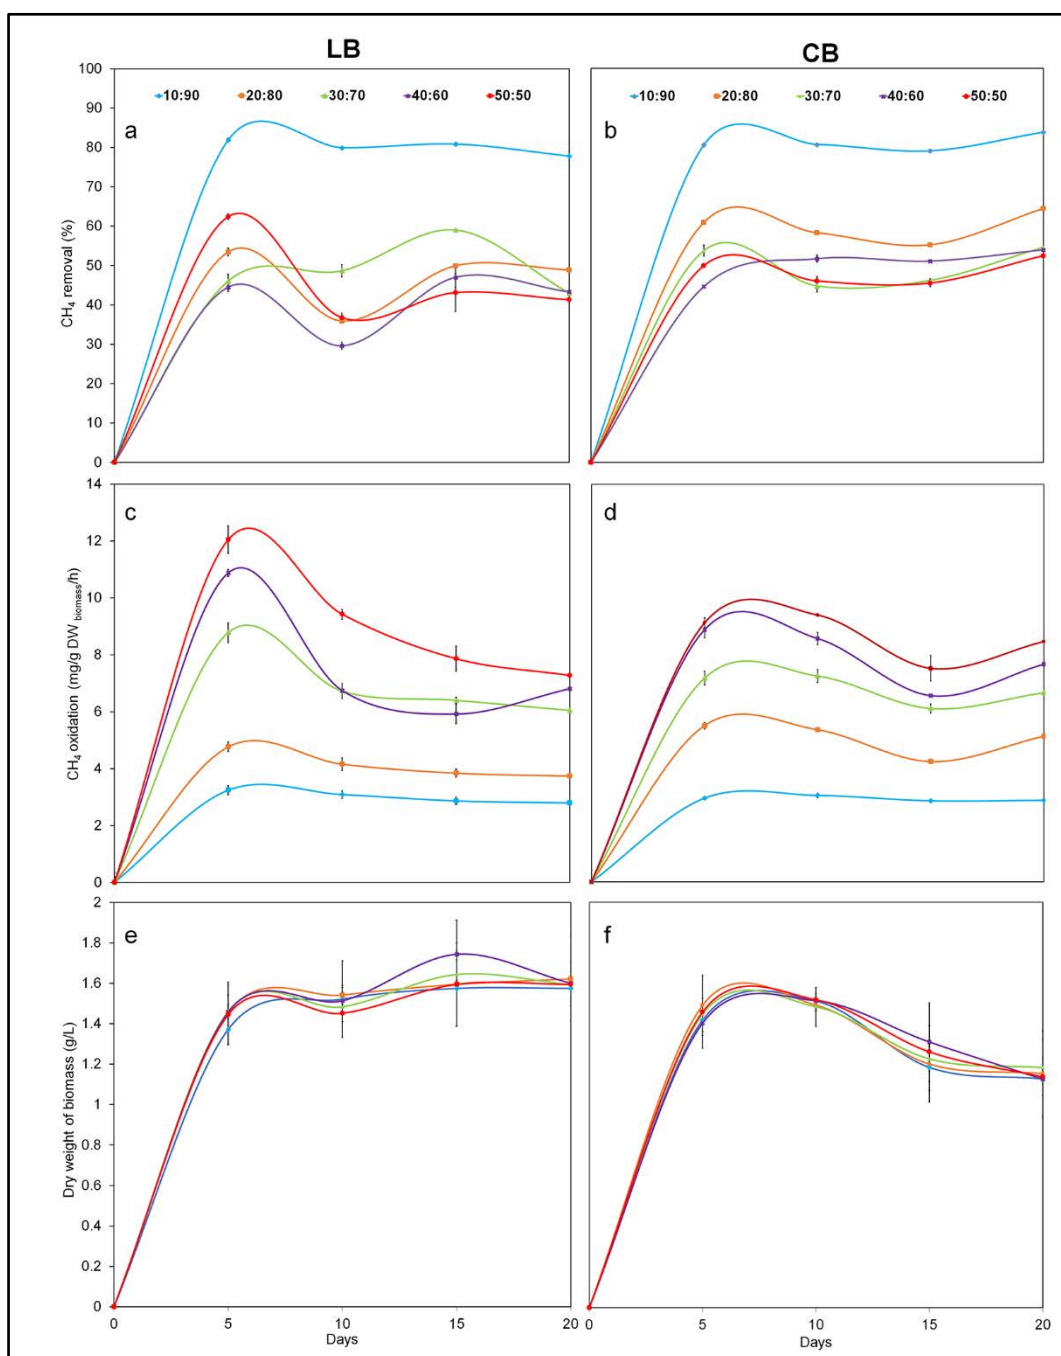 LB
CB
100
90
80
70
60
50
40
30
20
10
0
CH₄ removal (%)
10:90 20:80 30:70 40:60 50:50
10:90 20:80 30:70 40:60 50:50
a
b
14
12
10
8
6
4
2
0
CH₄ oxidation (mg/g DW biomass/h)
c
d
2
1.8
1.6
1.4
1.2
1
0.8
0.6
0.4
0.2
0
Dry weight of biomass (g/L)
e
f
0 5 10 15 20
0 5 10 15 20
Days
Days